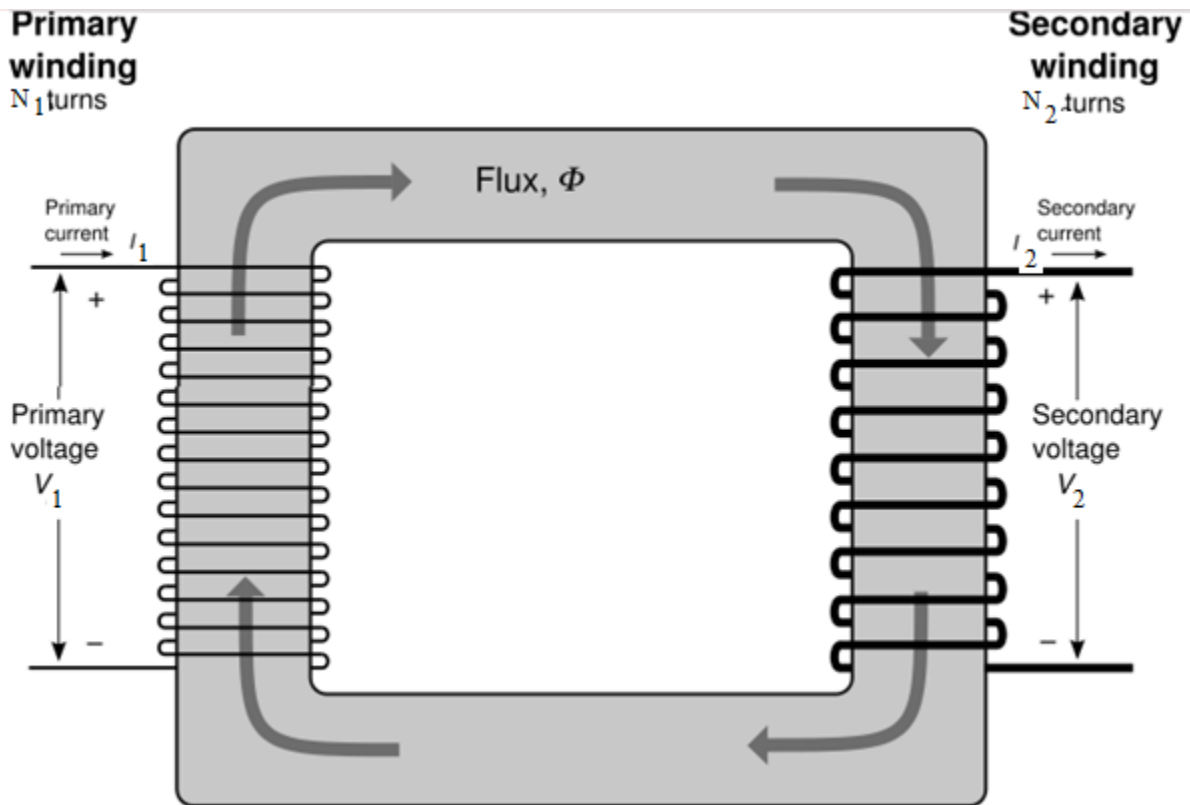 Primary
winding
N1turns
Secondary
winding
N2.turns
Flux, Φ
Primary
current
I1
Secondary
current
I2
+
+
Primary
voltage
V1
Secondary
voltage
V2
−
−